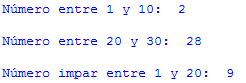 Número entre 1 y 10:  2
Número entre 20 y 30:  28
Número impar entre 1 y 20:  9